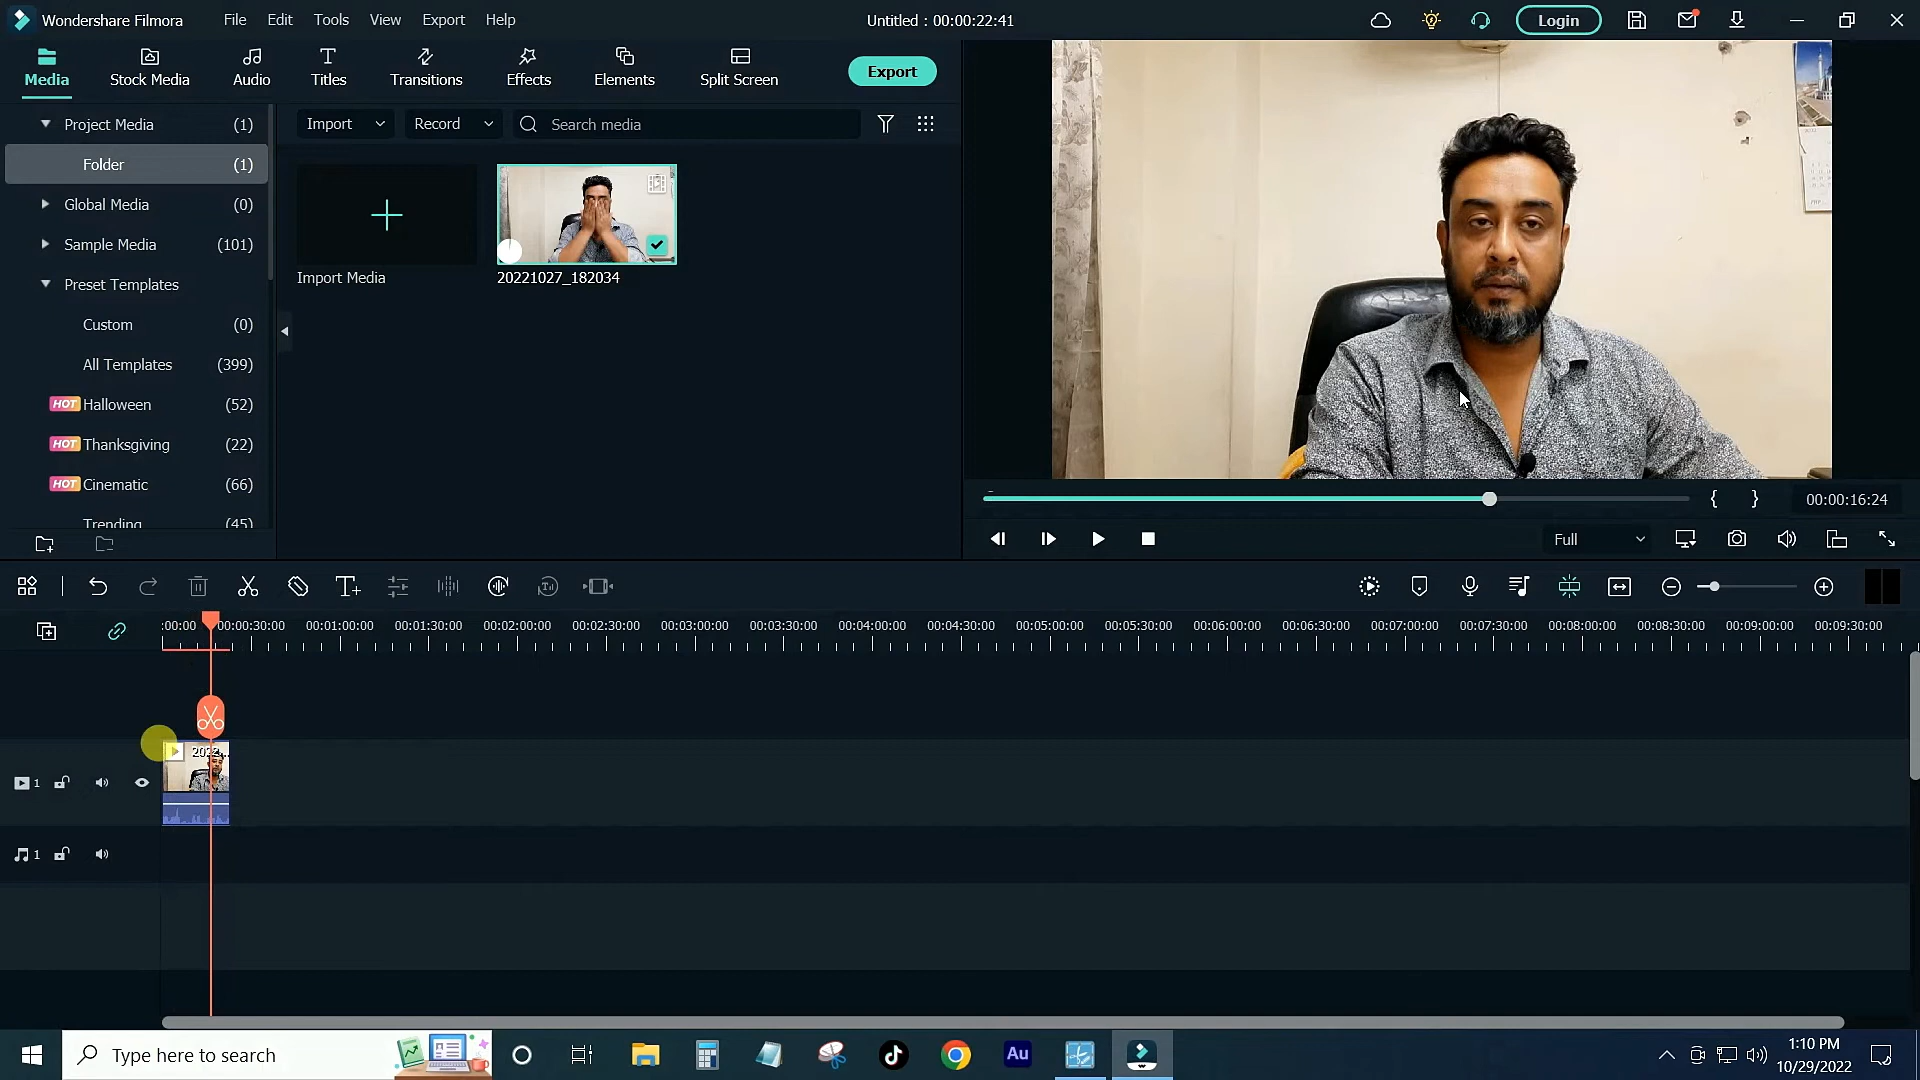 Wondershare Filmora
File Edit Tools View Export Help
Untitled : 00:00:22:41
Login
Media
Stock Media
Audio
Titles
Transitions
Effects
Elements
Split Screen
Export
Project Media (1)
Folder (1)
Global Media (0)
Sample Media (101)
Preset Templates
Custom (0)
All Templates (399)
HOT Halloween (52)
HOT Thanksgiving (22)
HOT Cinematic (66)
Trending (45)
Import
Record
Search media
Import Media
20221027_182034
{ } 00:00:16:24
Full
:00:00 00:00:30:00 00:01:00:00 00:01:30:00 00:02:00:00 00:02:30:00 00:03:00:00 00:03:30:00 00:04:00:00 00:04:30:00 00:05:00:00 00:05:30:00 00:06:00:00 00:06:30:00 00:07:00:00 00:07:30:00 00:08:00:00 00:08:30:00 00:09:00:00 00:09:30:00
2022...
1
1
Type here to search
Au
1:10 PM
10/29/2022